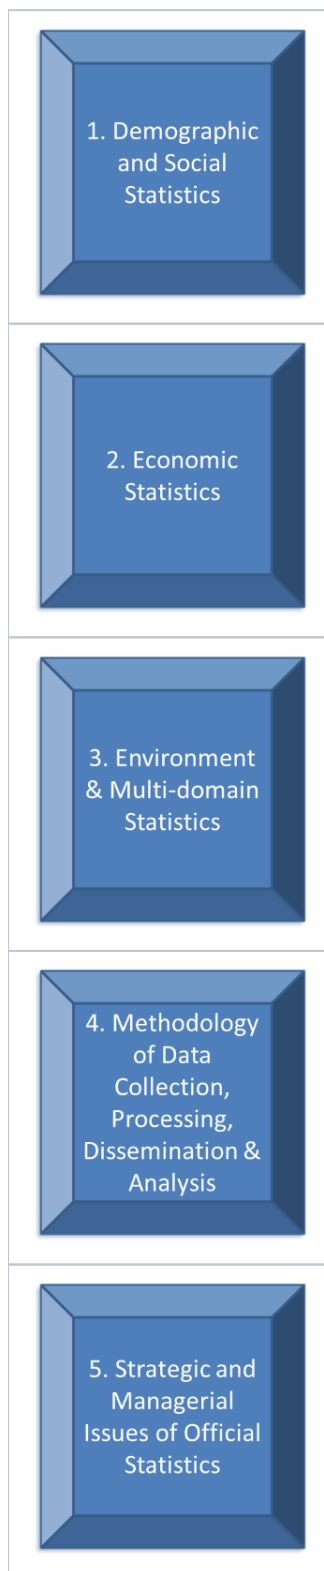 1. Demographic
and Social
Statistics
2. Economic
Statistics
3. Environment
& Multi-domain
Statistics
4. Methodology
of Data
Collection,
Processing,
Dissemination &
Analysis
5. Strategic and
Managerial
Issues of Official
Statistics